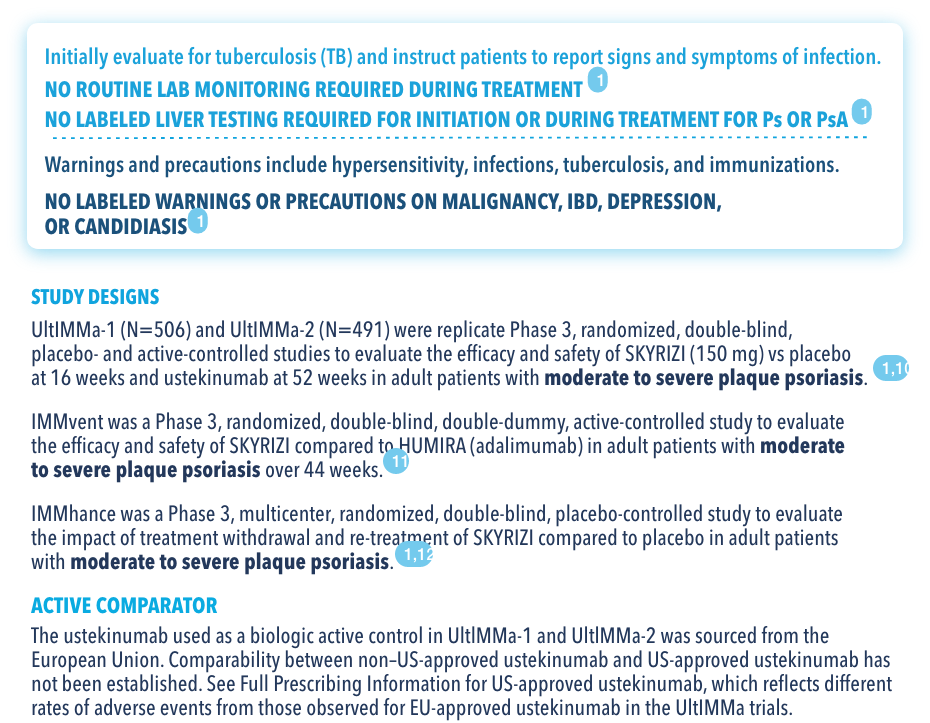 Initially evaluate for tuberculosis (TB) and instruct patients to report signs and symptoms of infection.
NO ROUTINE LAB MONITORING REQUIRED DURING TREATMENT 1
NO LABELED LIVER TESTING REQUIRED FOR INITIATION OR DURING TREATMENT FOR Ps OR PsA 1
Warnings and precautions include hypersensitivity, infections, tuberculosis, and immunizations.
NO LABELED WARNINGS OR PRECAUTIONS ON MALIGNANCY, IBD, DEPRESSION,
OR CANDIDIASIS 1
STUDY DESIGNS
UltIMMa-1 (N=506) and UltIMMa-2 (N=491) were replicate Phase 3, randomized, double-blind,
placebo- and active-controlled studies to evaluate the efficacy and safety of SKYRIZI (150 mg) vs placebo
at 16 weeks and ustekinumab at 52 weeks in adult patients with moderate to severe plaque psoriasis. 1,10
IMMvent was a Phase 3, randomized, double-blind, double-dummy, active-controlled study to evaluate
the efficacy and safety of SKYRIZI compared to HUMIRA (adalimumab) in adult patients with moderate
to severe plaque psoriasis over 44 weeks. 11
IMMhance was a Phase 3, multicenter, randomized, double-blind, placebo-controlled study to evaluate
the impact of treatment withdrawal and re-treatment of SKYRIZI compared to placebo in adult patients
with moderate to severe plaque psoriasis. 1,12
ACTIVE COMPARATOR
The ustekinumab used as a biologic active control in UltIMMa-1 and UltIMMa-2 was sourced from the
European Union. Comparability between non–US-approved ustekinumab and US-approved ustekinumab has
not been established. See Full Prescribing Information for US-approved ustekinumab, which reflects different
rates of adverse events from those observed for EU-approved ustekinumab in the UltIMMa trials.